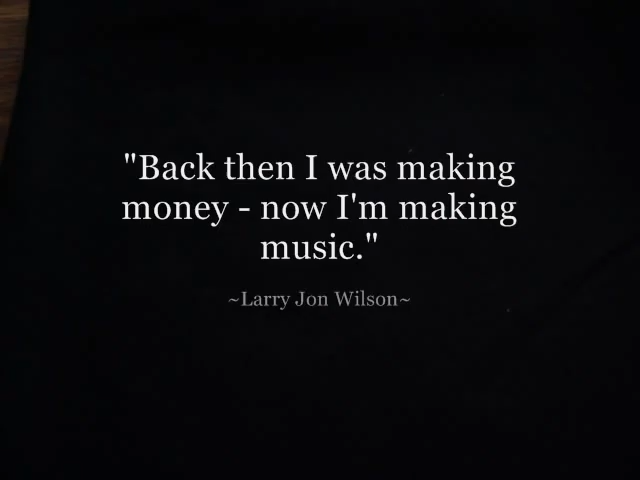 "Back then I was making
money - now I'm making
music."
~Larry Jon Wilson~